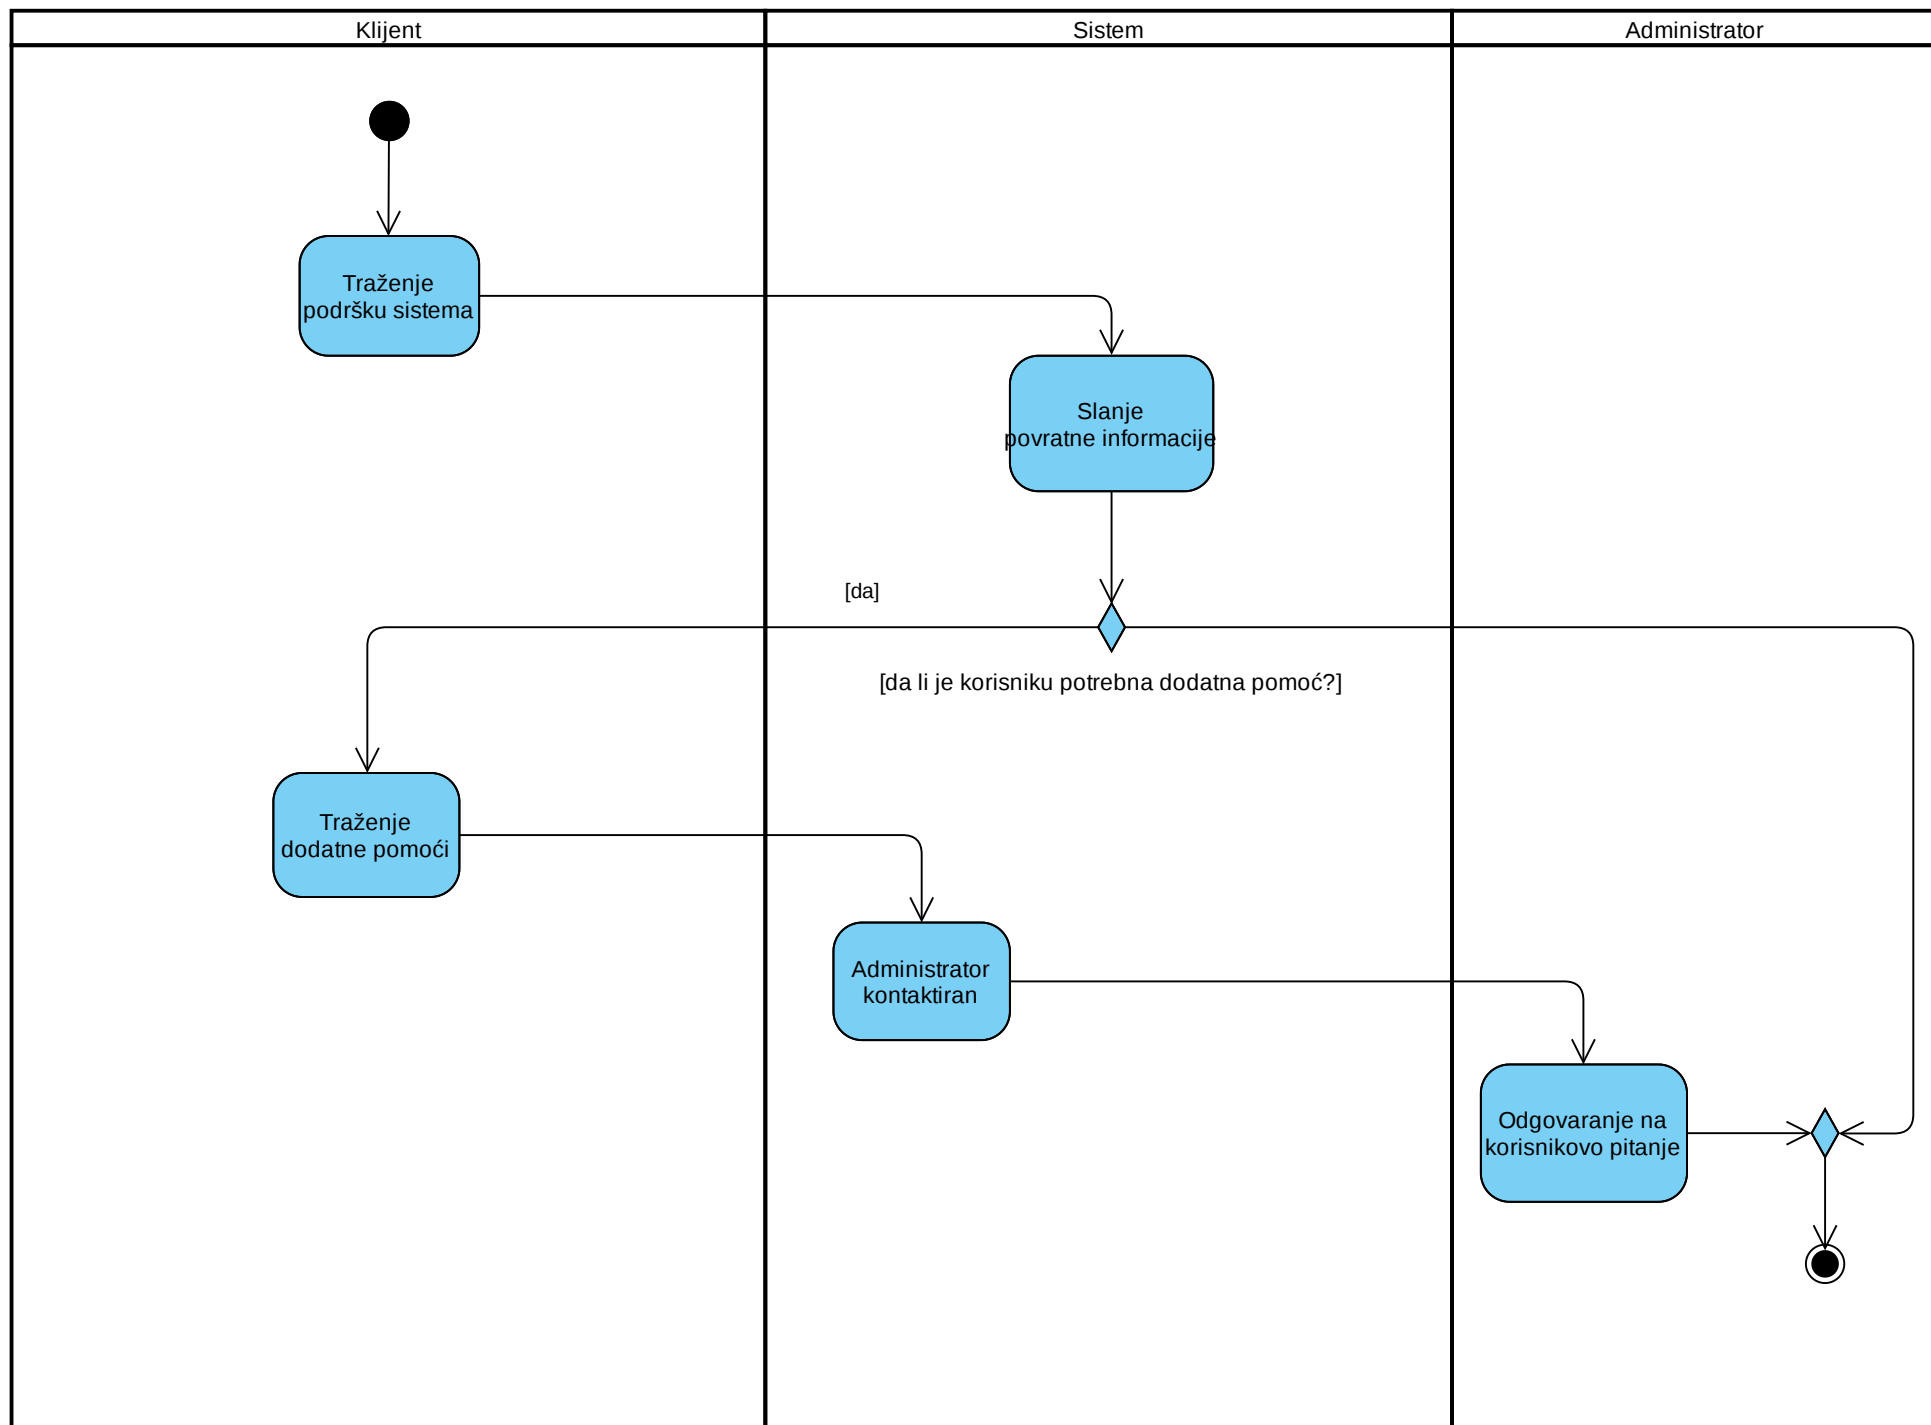 Klijent
Sistem
Administrator
Traženje
podršku sistema
Slanje
povratne informacije
[da]
[da li je korisniku potrebna dodatna pomoć?]
Traženje
dodatne pomoći
Administrator
kontaktiran
Odgovaranje na
korisnikovo pitanje